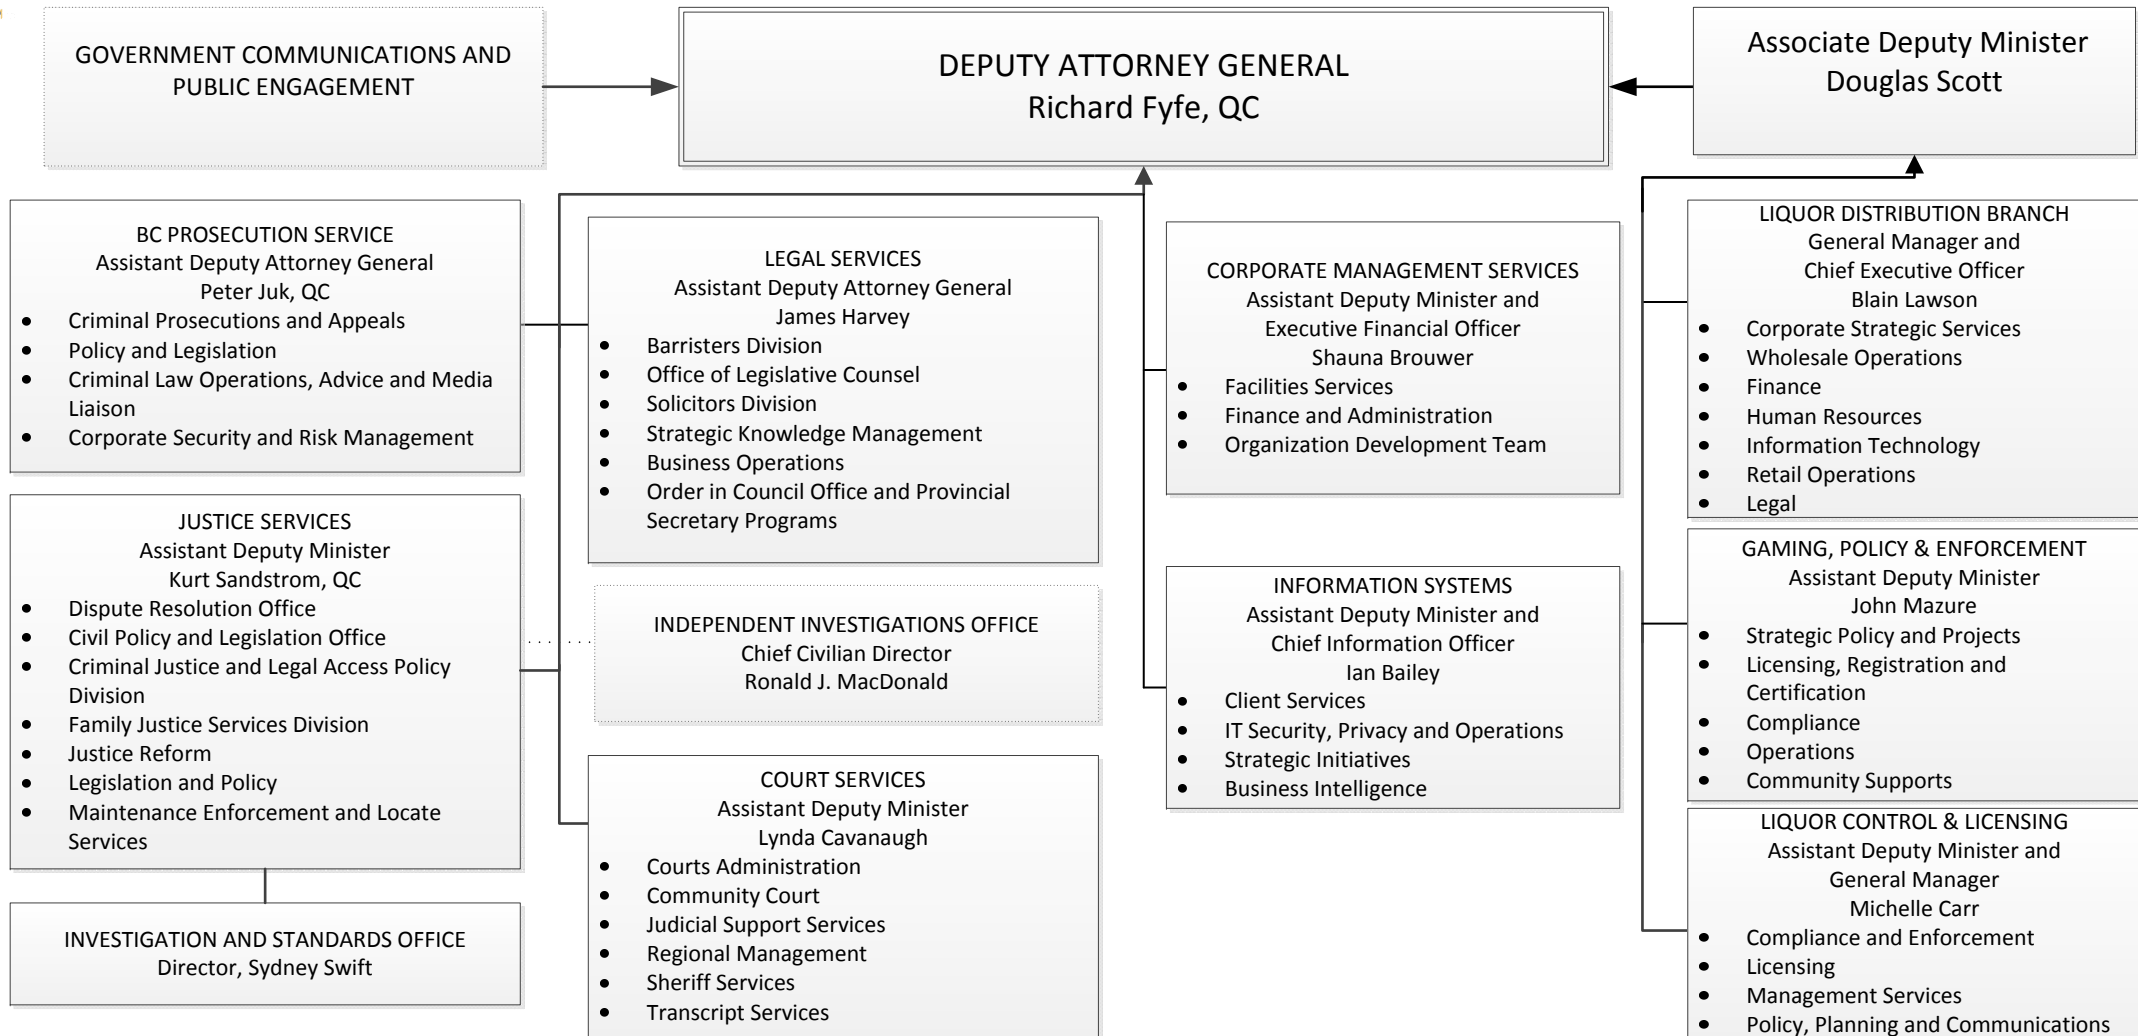 GOVERNMENT COMMUNICATIONS AND
PUBLIC ENGAGEMENT
DEPUTY ATTORNEY GENERAL
Richard Fyfe, QC
Associate Deputy Minister
Douglas Scott
BC PROSECUTION SERVICE
Assistant Deputy Attorney General
Peter Juk, QC
• Criminal Prosecutions and Appeals
• Policy and Legislation
• Criminal Law Operations, Advice and Media
Liaison
• Corporate Security and Risk Management
JUSTICE SERVICES
Assistant Deputy Minister
Kurt Sandstrom, QC
• Dispute Resolution Office
• Civil Policy and Legislation Office
• Criminal Justice and Legal Access Policy
Division
• Family Justice Services Division
• Justice Reform
• Legislation and Policy
• Maintenance Enforcement and Locate
Services
INVESTIGATION AND STANDARDS OFFICE
Director, Sydney Swift
LEGAL SERVICES
Assistant Deputy Attorney General
James Harvey
• Barristers Division
• Office of Legislative Counsel
• Solicitors Division
• Strategic Knowledge Management
• Business Operations
• Order in Council Office and Provincial
Secretary Programs
INDEPENDENT INVESTIGATIONS OFFICE
Chief Civilian Director
Ronald J. MacDonald
COURT SERVICES
Assistant Deputy Minister
Lynda Cavanaugh
• Courts Administration
• Community Court
• Judicial Support Services
• Regional Management
• Sheriff Services
• Transcript Services
CORPORATE MANAGEMENT SERVICES
Assistant Deputy Minister and
Executive Financial Officer
Shauna Brouwer
• Facilities Services
• Finance and Administration
• Organization Development Team
INFORMATION SYSTEMS
Assistant Deputy Minister and
Chief Information Officer
Ian Bailey
• Client Services
• IT Security, Privacy and Operations
• Strategic Initiatives
• Business Intelligence
LIQUOR DISTRIBUTION BRANCH
General Manager and
Chief Executive Officer
Blain Lawson
• Corporate Strategic Services
• Wholesale Operations
• Finance
• Human Resources
• Information Technology
• Retail Operations
• Legal
GAMING, POLICY & ENFORCEMENT
Assistant Deputy Minister
John Mazure
• Strategic Policy and Projects
• Licensing, Registration and
Certification
• Compliance
• Operations
• Community Supports
LIQUOR CONTROL & LICENSING
Assistant Deputy Minister and
General Manager
Michelle Carr
• Compliance and Enforcement
• Licensing
• Management Services
• Policy, Planning and Communications